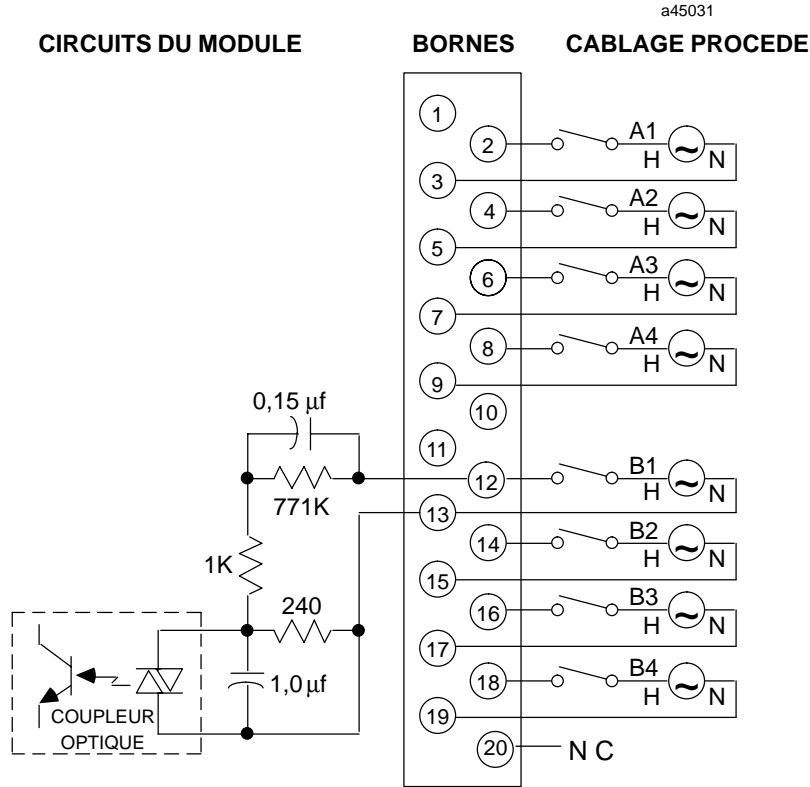 a45031
CIRCUITS DU MODULE BORNES CABLAGE PROCEDE
1
2 A1 H ~ N
3
4 A2 H ~ N
5
6 A3 H ~ N
7
8 A4 H ~ N
9
0,15 µf
10
11
771K
12 B1 H ~ N
13
1K
14 B2 H ~ N
15
240
16 B3 H ~ N
17
1,0 µf
18 B4 H ~ N
COUPLEUR
OPTIQUE
19
20 N C